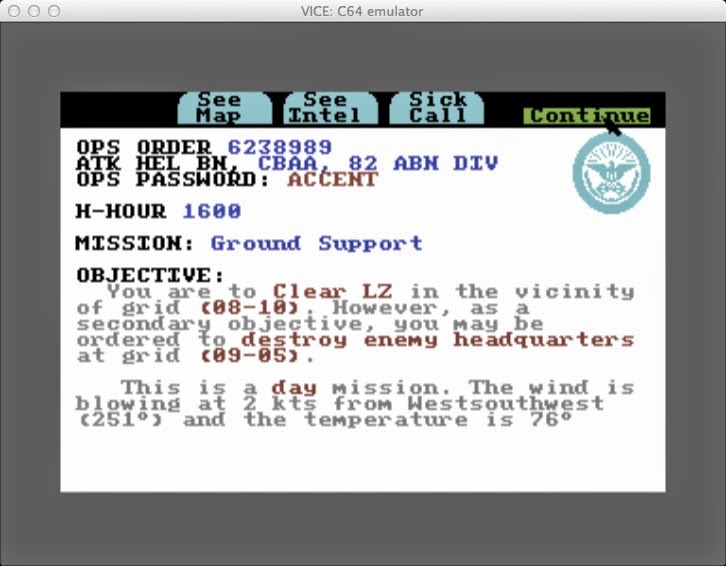 VICE: C64 emulator
See Map
See Intel
Sick Call
Continue
OPS ORDER 6238989
ATK HEL BN, CBAA, 82 ABN DIV
OPS PASSWORD: ACCENT
H-HOUR 1600
MISSION: Ground Support
OBJECTIVE:
You are to Clear LZ in the vicinity
of grid (08-10). However, as a
secondary objective, you may be
ordered to destroy enemy headquarters
at grid (09-05).
This is a day mission. The wind is
blowing at 2 kts from Westsouthwest
(251°) and the temperature is 76°